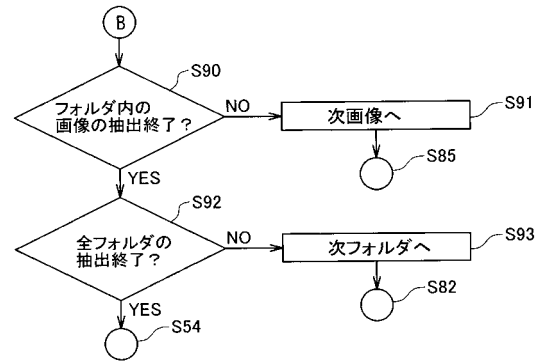 B
S90
フォルダ内の
画像の抽出終了？
NO
次画像へ
S91
S85
YES
S92
全フォルダの
抽出終了？
NO
次フォルダへ
S93
S82
YES
S54